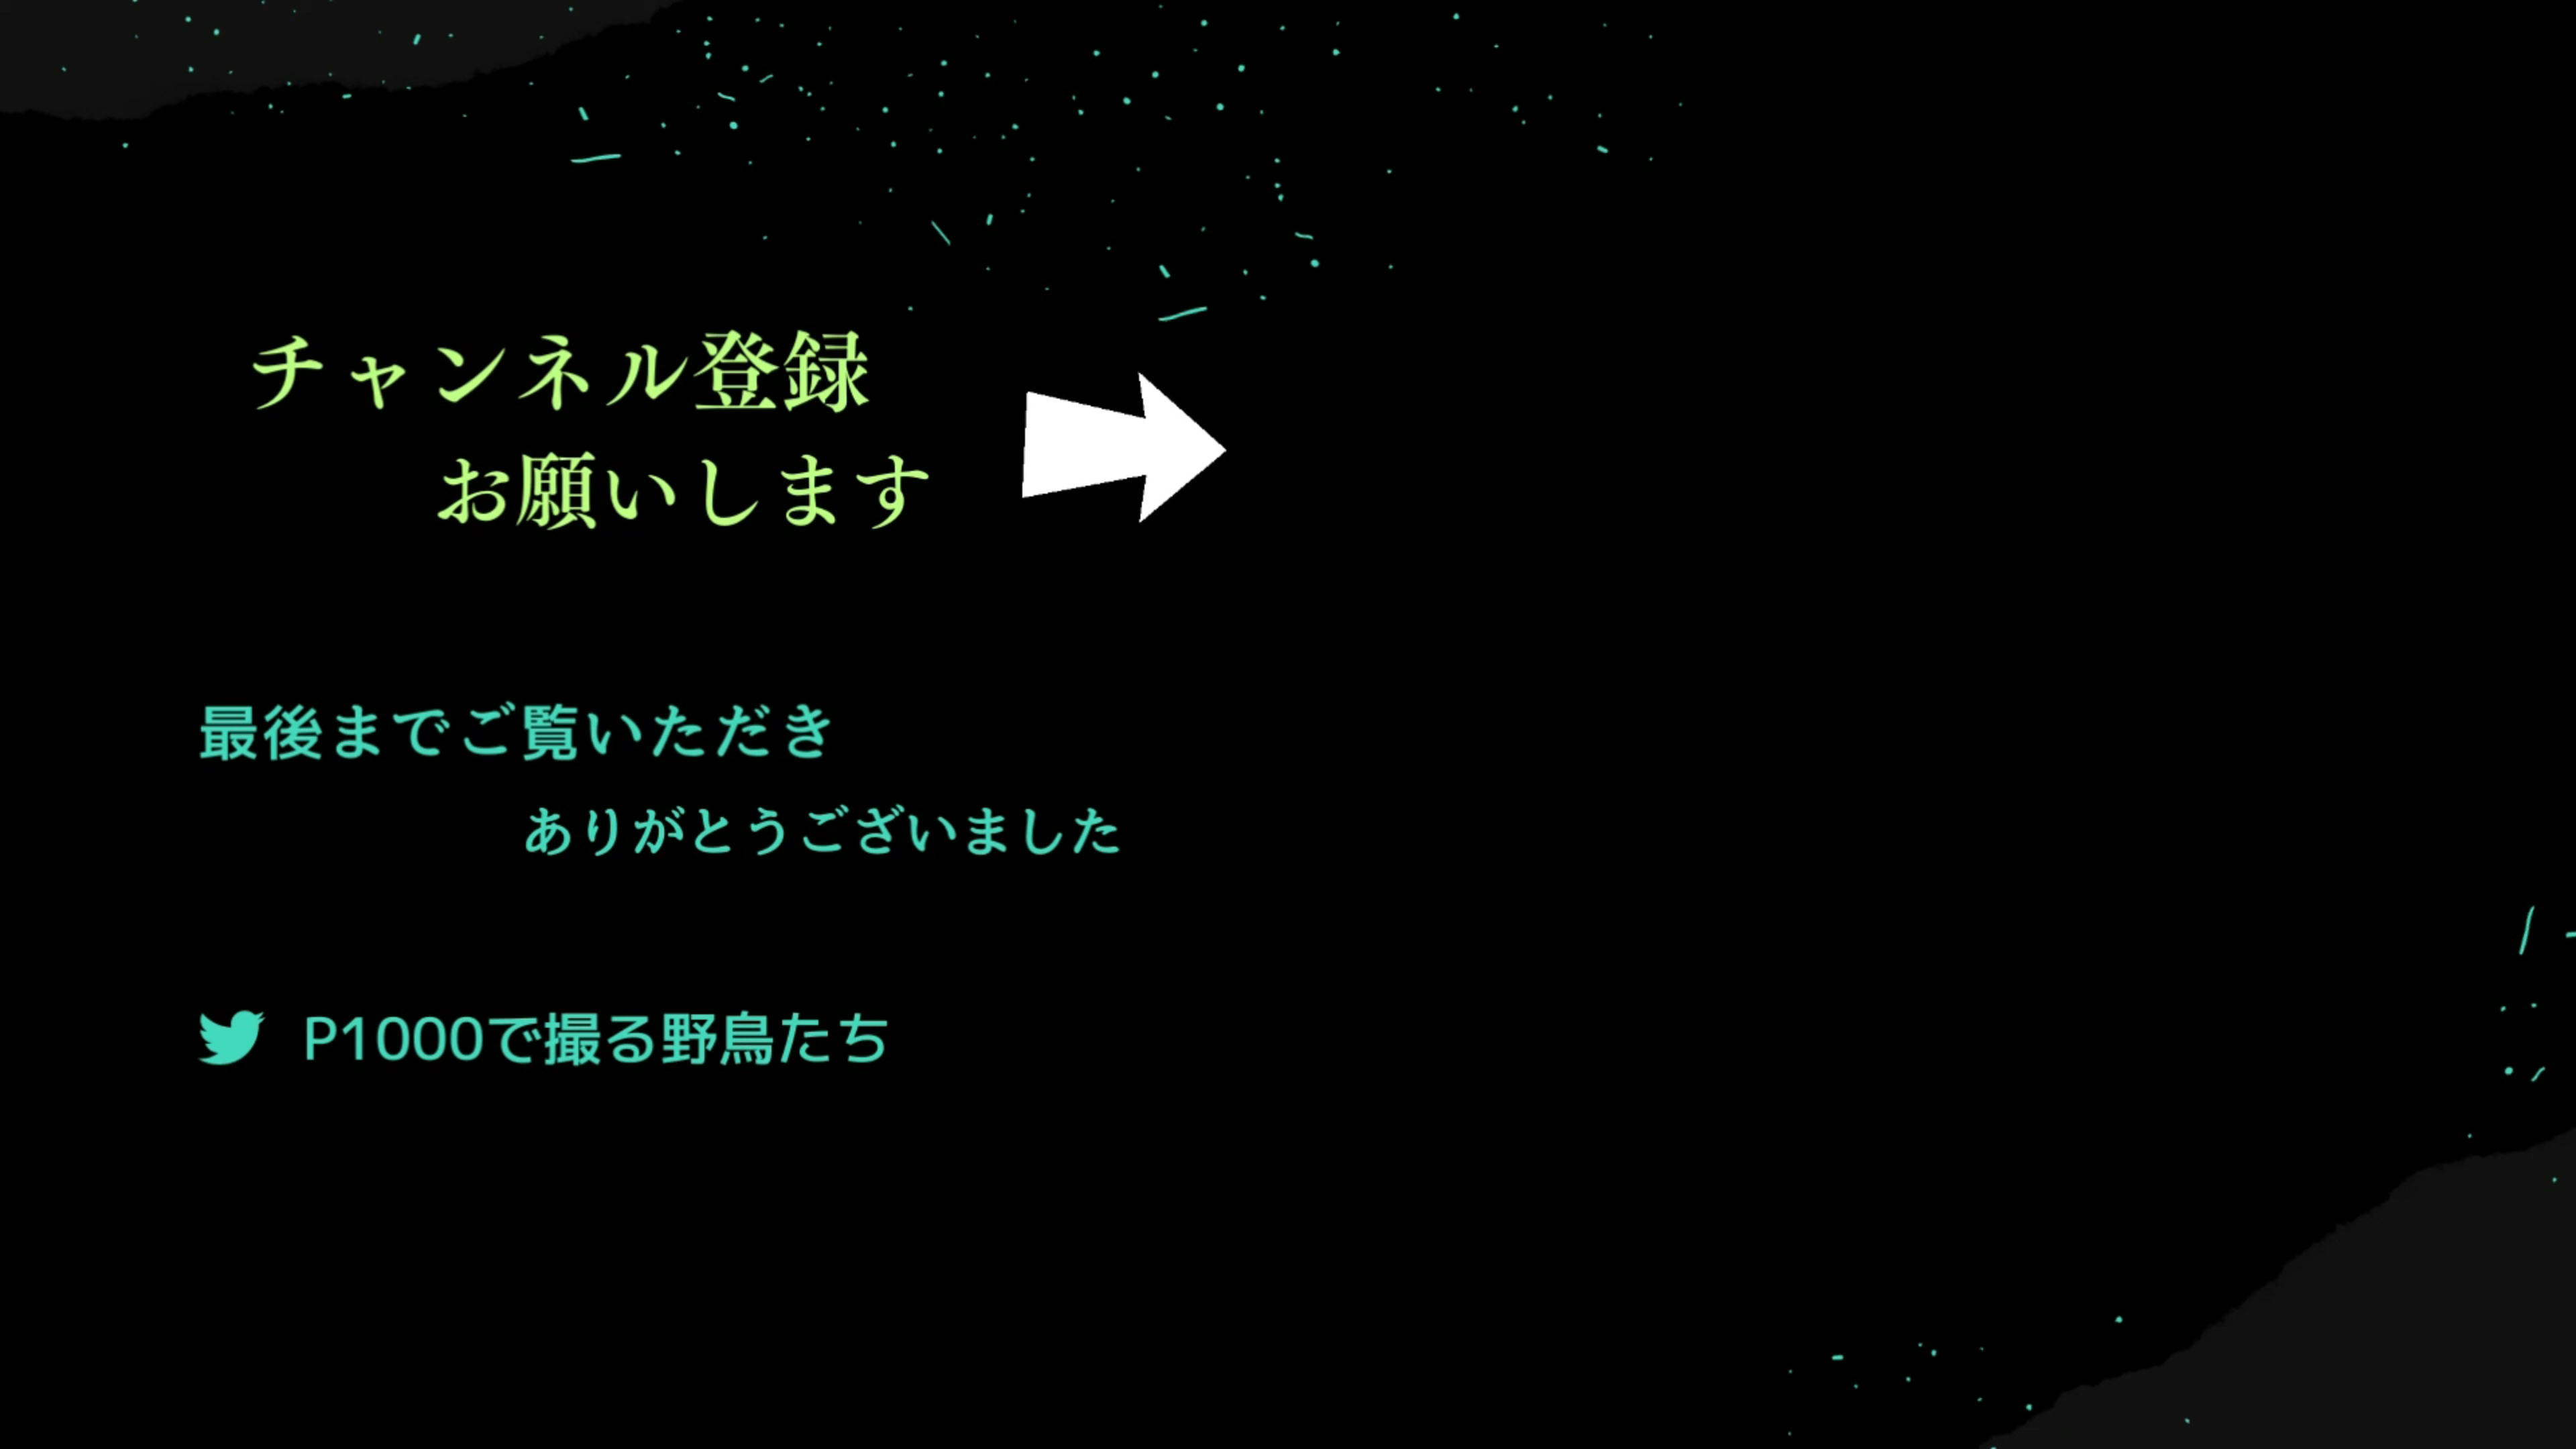 チャンネル登録
お願いします
最後までご覧いただき
ありがとうございました
P1000で撮る野鳥たち